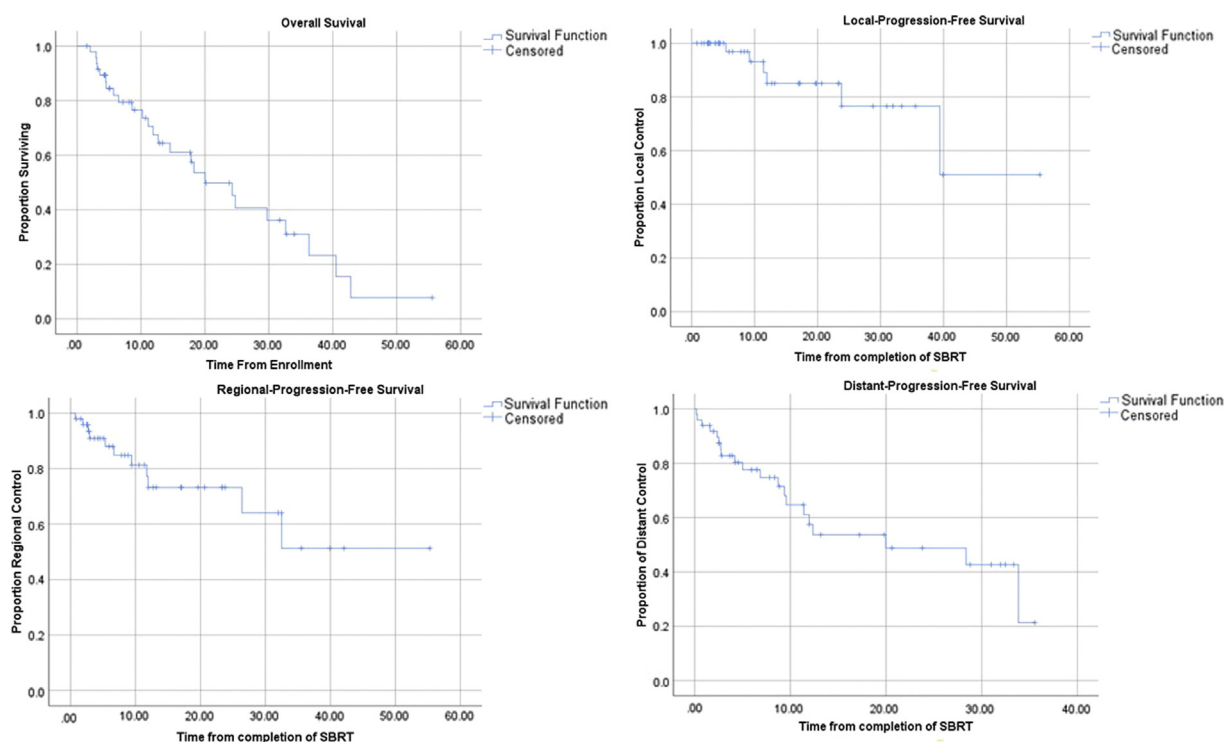 Overall Suvival
Survival Function
Censored
Proportion Surviving
1.0
0.8
0.6
0.4
0.2
0.0
.00 10.00 20.00 30.00 40.00 50.00 60.00
Time From Enrollment
Local-Progression-Free Survival
Survival Function
Censored
Proportion Local Control
1.0
0.8
0.6
0.4
0.2
0.0
.00 10.00 20.00 30.00 40.00 50.00 60.00
Time from completion of SBRT
Regional-Progression-Free Survival
Survival Function
Censored
Proportion Regional Control
1.0
0.8
0.6
0.4
0.2
0.0
.00 10.00 20.00 30.00 40.00 50.00 60.00
Time from completion of SBRT
Distant-Progression-Free Survival
Survival Function
Censored
Proportion of Distant Control
1.0
0.8
0.6
0.4
0.2
0.0
.00 10.00 20.00 30.00 40.00
Time from completion of SBRT